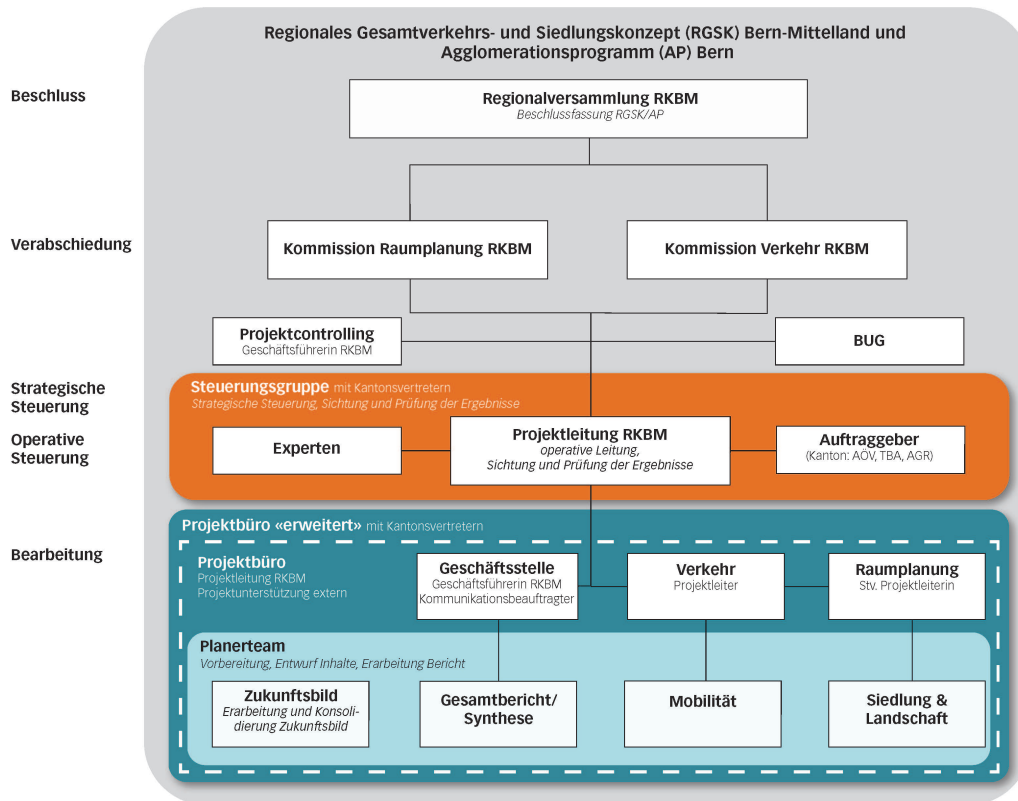 Regionales Gesamtverkehrs- und Siedlungskonzept (RGSK) Bern-Mittelland und
Agglomerationsprogramm (AP) Bern
Beschluss
Regionalversammlung RKBM
Beschlussfassung RGSK/AP
Verabschiedung
Kommission Raumplanung RKBM
Kommission Verkehr RKBM
Projektcontrolling
Geschäftsführerin RKBM
BUG
Strategische
Steuerung
Steuerungsgruppe mit Kantonsvertretern
Strategische Steuerung, Sichtung und Prüfung der Ergebnisse
Operative
Steuerung
Experten
Projektleitung RKBM
operative Leitung,
Sichtung und Prüfung der Ergebnisse
Auftraggeber
(Kanton: AÖV, TBA, AGR)
Projektbüro «erweitert» mit Kantonsvertretern
Bearbeitung
Projektbüro
Projektleitung RKBM
Projektunterstützung extern
Geschäftsstelle
Geschäftsführerin RKBM
Kommunikationsbeauftragter
Verkehr
Projektleiter
Raumplanung
Stv. Projektleiterin
Planerteam
Vorbereitung, Entwurf Inhalte, Erarbeitung Bericht
Zukunftsbild
Erarbeitung und Konsoli-
dierung Zukunftsbild
Gesamtbericht/
Synthese
Mobilität
Siedlung &
Landschaft